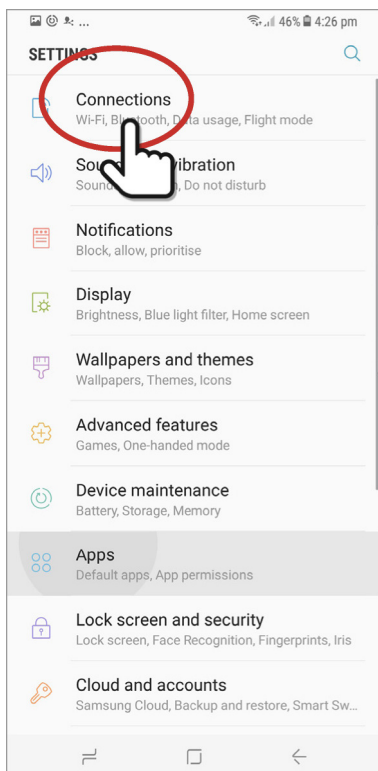 ... 46% 4:26 pm
SETTINGS
Connections
Wi-Fi, Bluetooth, Data usage, Flight mode
Sou vibration
Sound , Do not disturb
Notifications
Block, allow, prioritise
Display
Brightness, Blue light filter, Home screen
Wallpapers and themes
Wallpapers, Themes, Icons
Advanced features
Games, One-handed mode
Device maintenance
Battery, Storage, Memory
Apps
Default apps, App permissions
Lock screen and security
Lock screen, Face Recognition, Fingerprints, Iris
Cloud and accounts
Samsung Cloud, Backup and restore, Smart Sw...